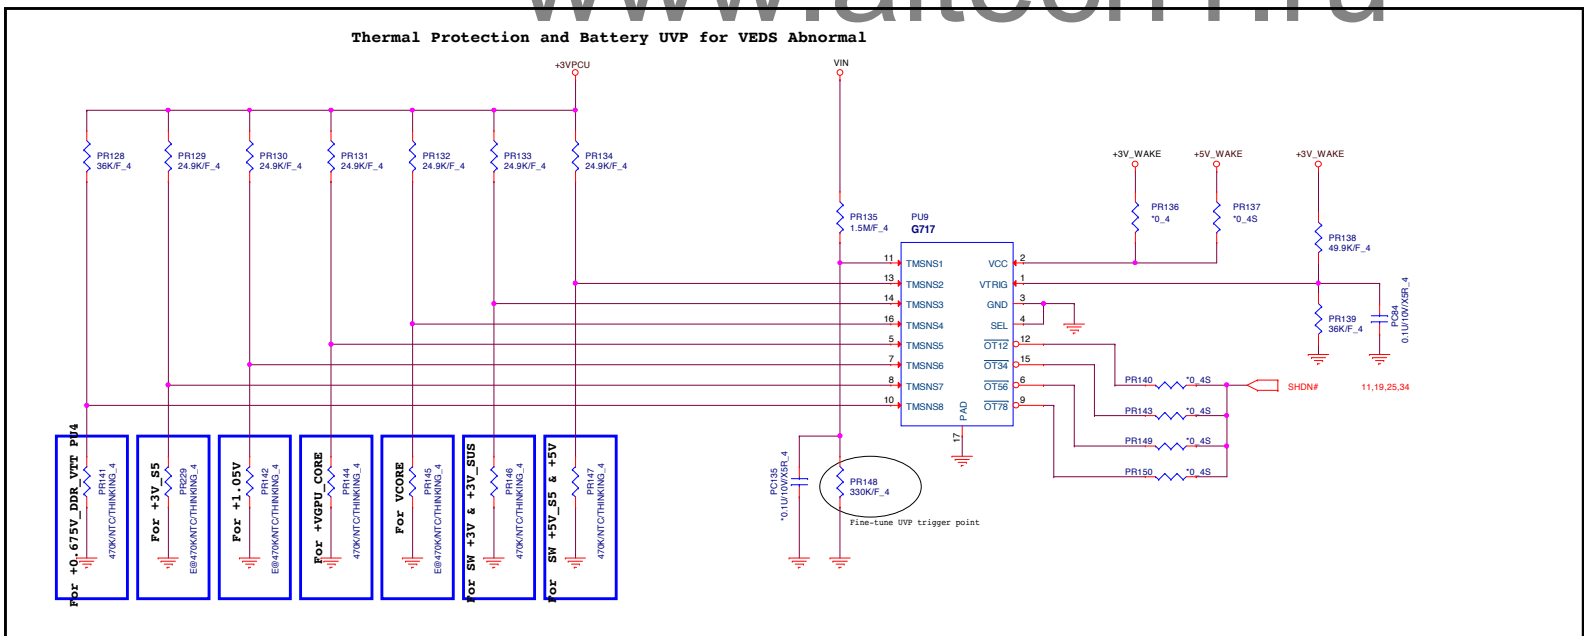 Thermal Protection and Battery UVP for VEDS Abnormal
+3VPCU
VIN
PR128
36K/F_4
PR129
24.9K/F_4
PR130
24.9K/F_4
PR131
24.9K/F_4
PR132
24.9K/F_4
PR133
24.9K/F_4
PR134
24.9K/F_4
+3V_WAKE
+5V_WAKE
+3V_WAKE
PR135
1.5M/F_4
PU9
G717
PR136
*0_4
PR137
*0_4S
PR138
49.9K/F_4
11 TMSNS1
13 TMSNS2
14 TMSNS3
16 TMSNS4
5 TMSNS5
7 TMSNS6
8 TMSNS7
10 TMSNS8
VCC 2
VTRIG 1
GND 3
SEL 4
OT12 12
OT34 15
OT56 6
OT78 9
PAD
17
PR139
36K/F_4
PC84
0.1U/10V/X5R_4
PR140 *0_4S
PR143 *0_4S
PR149 *0_4S
PR150 *0_4S
SHDN#
11,19,25,34
For +0.675V_DDR_VTT PU4
PR141
470K/NTC/THINKING_4
For +3V_S5
PR229
E@470K/NTC/THINKING_4
For +1.05V
PR142
E@470K/NTC/THINKING_4
For +VGPU_CORE
PR144
470K/NTC/THINKING_4
For VCORE
PR145
E@470K/NTC/THINKING_4
For SW +3V & +3V_SUS
PR146
470K/NTC/THINKING_4
For SW +5V_S5 & +5V
PR147
470K/NTC/THINKING_4
PC135
*0.1U/10V/X5R_4
PR148
330K/F_4
Fine-tune UVP trigger point